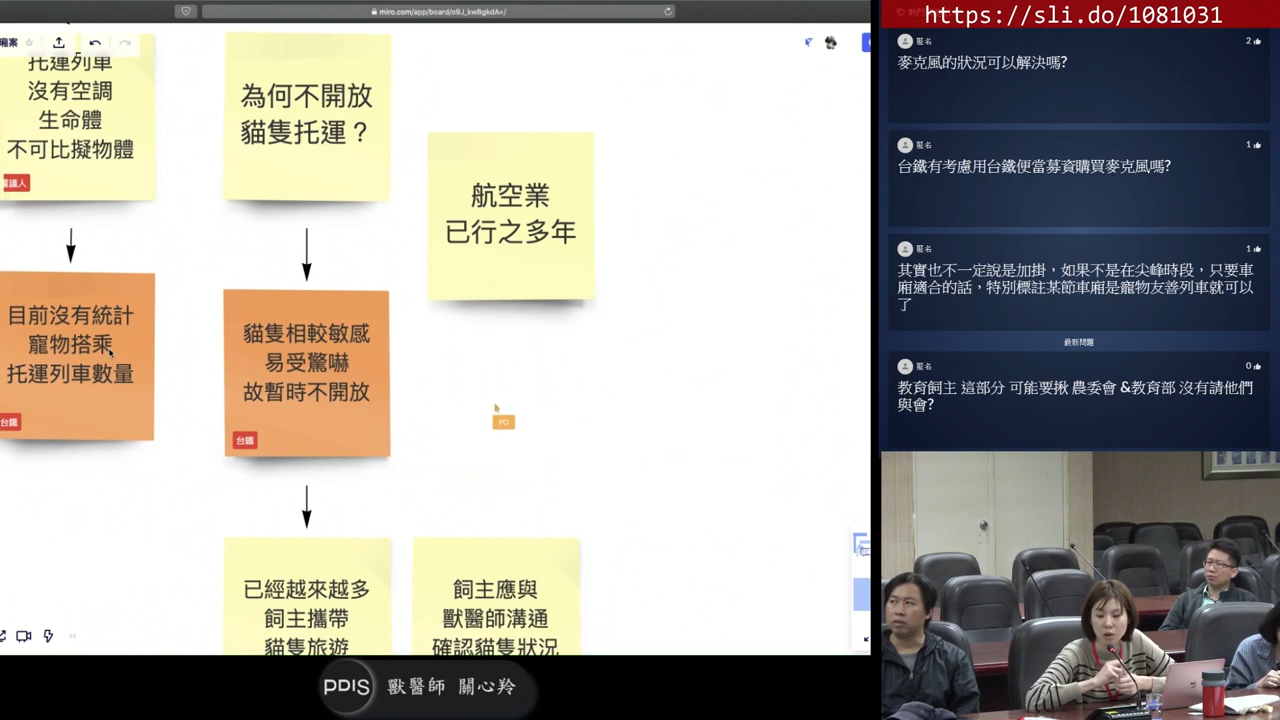 miro.com/app/board/o9J_kwBgkdA=/
https://sli.do/1081031
托運列車
沒有空調
生命體
不可比擬物體
議人
目前沒有統計
寵物搭乘
托運列車數量
台鐵
為何不開放
貓隻托運？
貓隻相較敏感
易受驚嚇
故暫時不開放
台鐵
已經越來越多
飼主攜帶
貓隻旅遊
航空業
已行之多年
PO
飼主應與
獸醫師溝通
確認貓隻狀況
匿名
2
麥克風的狀況可以解決嗎?
匿名
1
台鐵有考慮用台鐵便當募資購買麥克風嗎?
匿名
1
其實也不一定說是加掛，如果不是在尖峰時段，只要車
廂適合的話，特別標註某節車廂是寵物友善列車就可以
了
最新問題
匿名
0
教育飼主 這部分 可能要揪 農委會 &教育部 沒有請他們
與會?
PDIS 獸醫師 關心羚